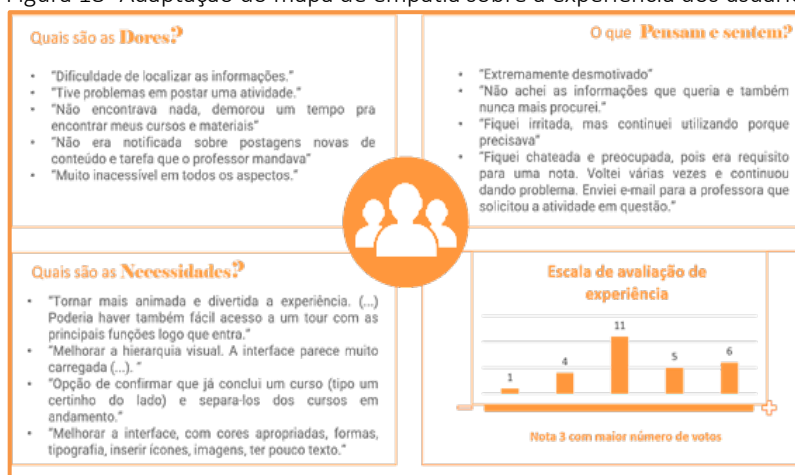 Figura 18- Adaptação do mapa de empatia sobre a experiência dos usuário
Quais são as Dores?
• "Dificuldade de localizar as informações."
• "Tive problemas em postar uma atividade."
• "Não encontrava nada, demorou um tempo pra
encontrar meus cursos e materiais"
• "Não era notificada sobre postagens novas de
conteúdo e tarefa que o professor mandava"
• "Muito inacessível em todos os aspectos."
O que Pensam e sentem?
• "Extremamente desmotivado"
• "Não achei as informações que queria e também
nunca mais procurei."
• "Fiquei irritada, mas continuei utilizando porque
precisava"
• "Fiquei chateada e preocupada, pois era requisito
para uma nota. Voltei várias vezes e continuou
dando problema. Enviei e-mail para a professora que
solicitou a atividade em questão."
Quais são as Necessidades?
• "Tornar mais animada e divertida a experiência. (...)
Poderia haver também fácil acesso a um tour com as
principais funções logo que entra."
• "Melhorar a hierarquia visual. A interface parece muito
carregada (...). "
• "Opção de confirmar que já conclui um curso (tipo um
certinho do lado) e separa-los dos cursos em
andamento."
• "Melhorar a interface, com cores apropriadas, formas,
tipografia, inserir ícones, imagens, ter pouco texto."
Escala de avaliação de
experiência
1 4 11 5 6
Nota 3 com maior número de votos